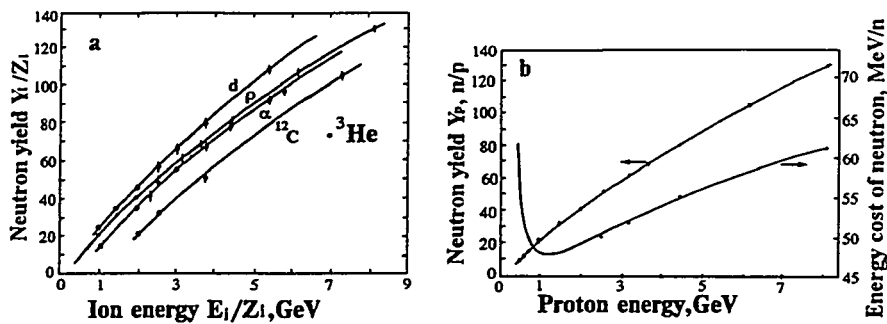 a
Neutron yield Yᵢ/Zᵢ
140
120
100
80
60
40
20
0
d
p
α
¹²C
³He
0 1 3 5 7 9
Ion energy Eᵢ/Zᵢ,GeV
b
Neutron yield Yₚ, n/p
140
120
100
80
60
40
20
0
1 3 5 7
Proton energy,GeV
70
65
60
55
50
45
Energy cost of neutron, MeV/n